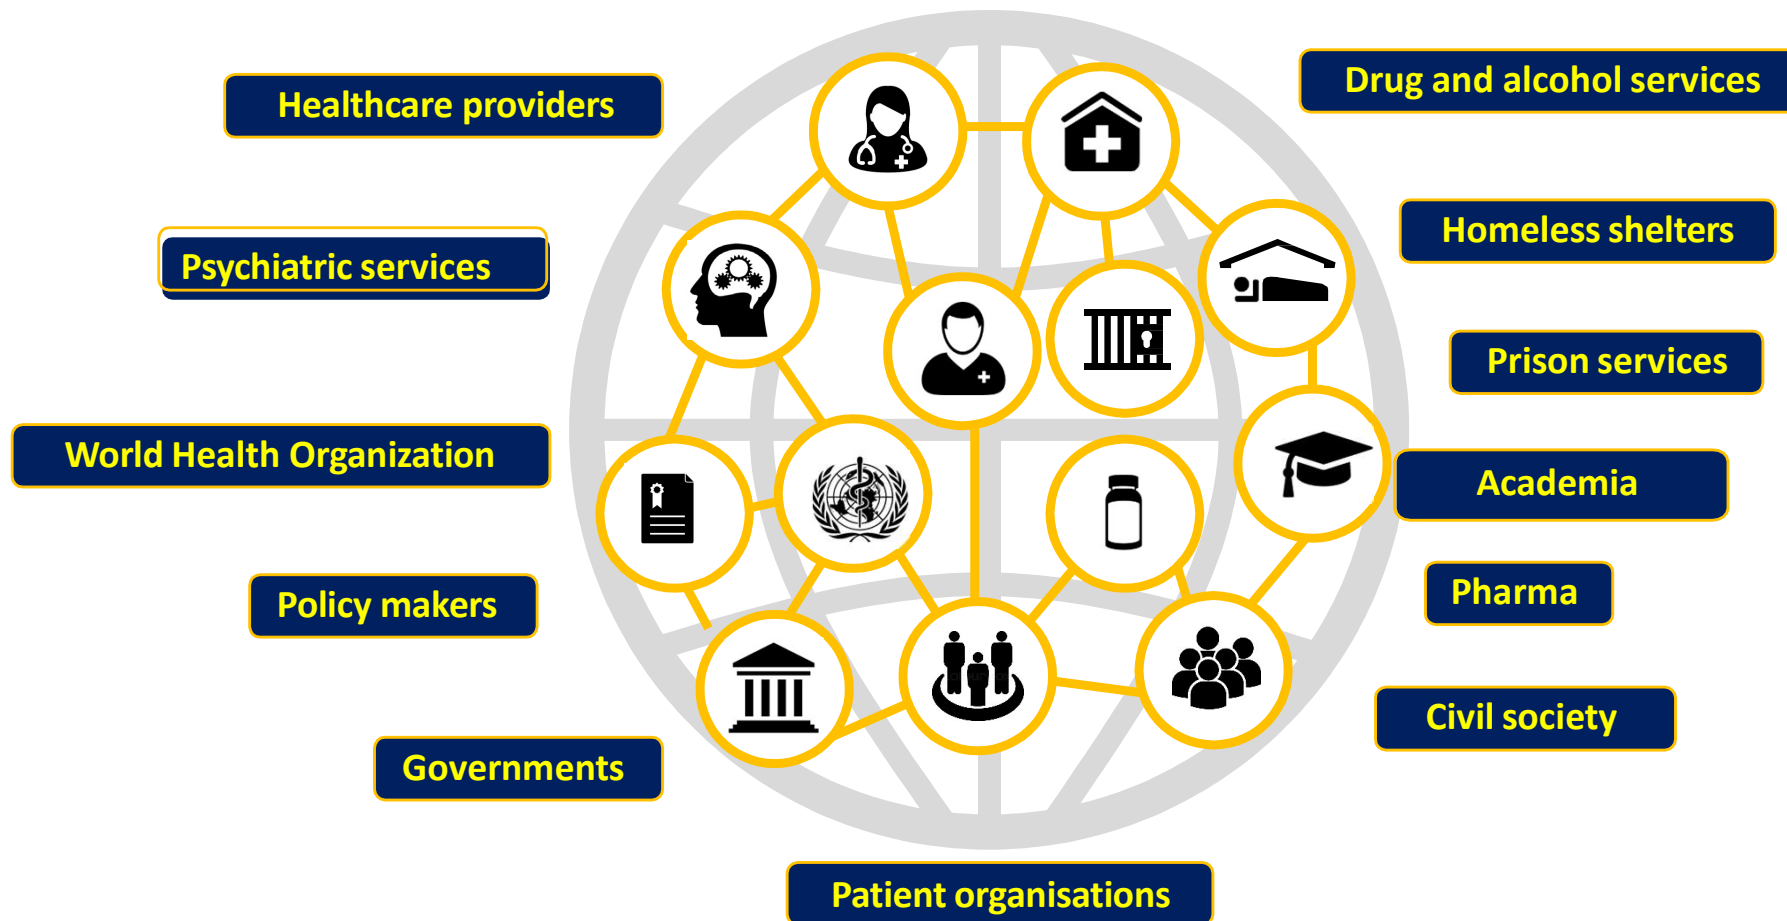 Healthcare providers
Drug and alcohol services
Psychiatric services
Homeless shelters
Prison services
World Health Organization
Academia
Policy makers
Pharma
Civil society
Governments
Patient organisations